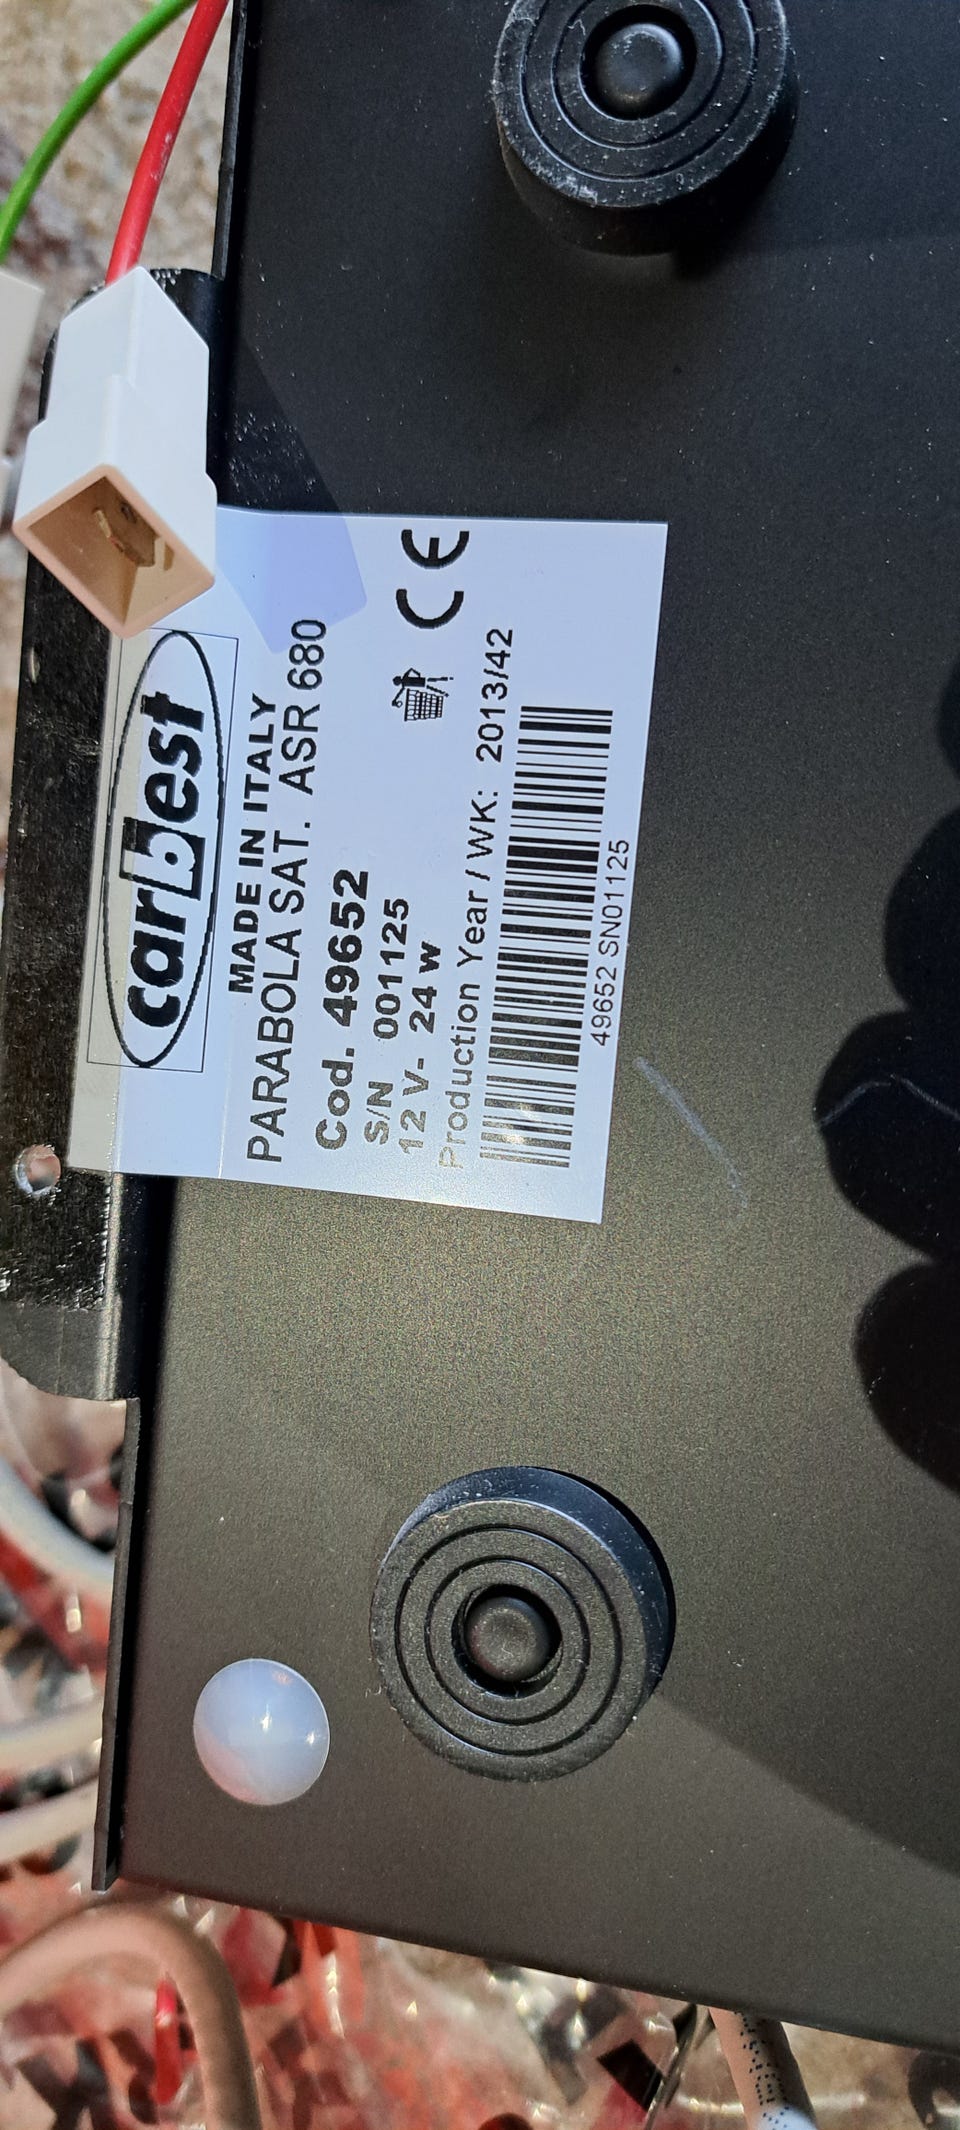 carbest
MADE IN ITALY
PARABOLA SAT. ASR 680
Cod. 49652
S/N 001125
12 V- 24 w
CE
Production Year / WK: 2013/42
49652 SN01125